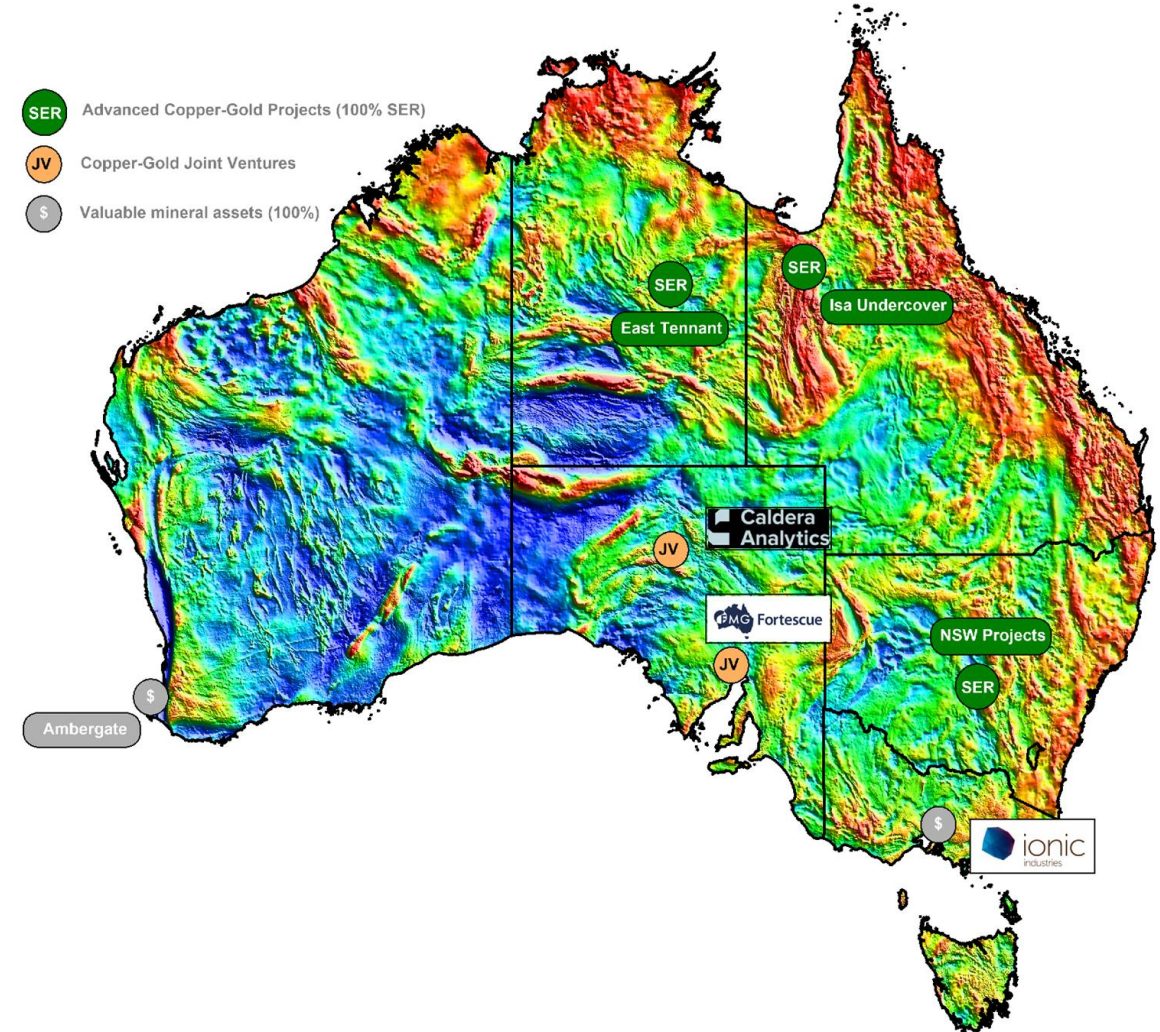 SER Advanced Copper-Gold Projects (100% SER)
JV Copper-Gold Joint Ventures
$ Valuable mineral assets (100%)
SER
SER
Isa Undercover
East Tennant
Caldera
Analytics
JV
FMG Fortescue
NSW Projects
JV
SER
$
Ambergate
$
ionic
industries